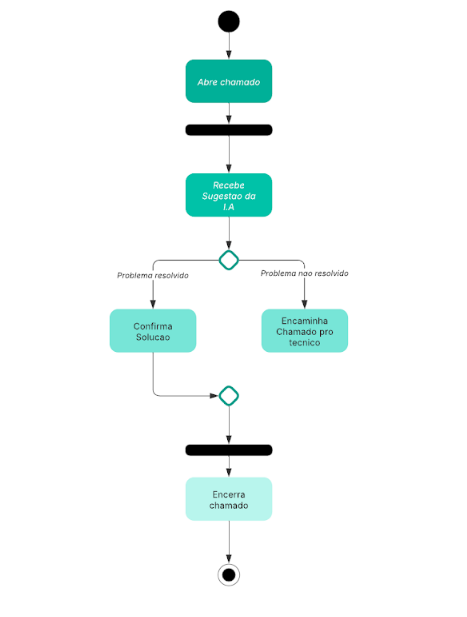 Abre chamado
Recebe
Sugestao da
I.A
Problema resolvido
Problema nao resolvido
Confirma
Solucao
Encaminha
Chamado pro
tecnico
Encerra
chamado